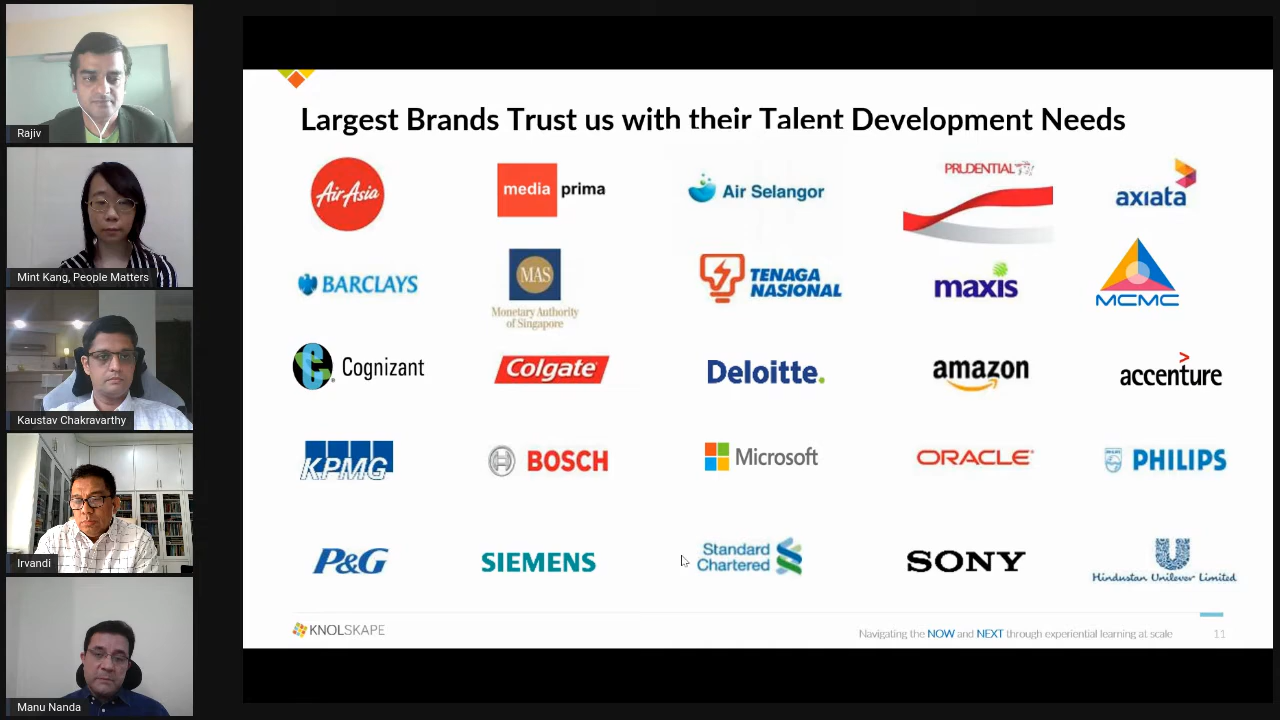 Rajiv
Mint Kang, People Matters
Kaustav Chakravarthy
Irvandi
Manu Nanda
Largest Brands Trust us with their Talent Development Needs
AirAsia
media prima
Air Selangor
PRUDENTIAL
axiata
BARCLAYS
MAS
Monetary Authority
of Singapore
TENAGA
NASIONAL
maxis
MCMC
Cognizant
Colgate
Deloitte.
amazon
accenture
KPMG
BOSCH
Microsoft
ORACLE
PHILIPS
P&G
SIEMENS
Standard
Chartered
SONY
Hindustan Unilever Limited
KNOLSKAPE
Navigating the NOW and NEXT through experiential learning at scale
11